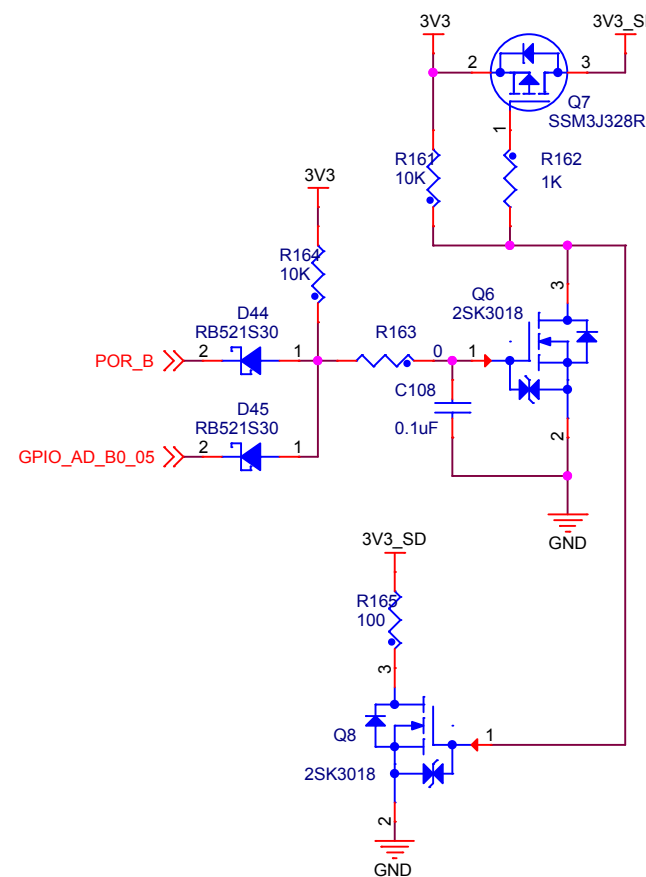 3V3
3V3_S
2
3
Q7
SSM3J328R
1
R161
10K
R162
1K
3V3
R164
10K
3
Q6
2SK3018
D44
RB521S30
R163
POR_B
2
1
0
1
C108
0.1uF
D45
RB521S30
GPIO_AD_B0_05
2
1
2
GND
3V3_SD
R165
100
3
Q8
1
2SK3018
2
GND